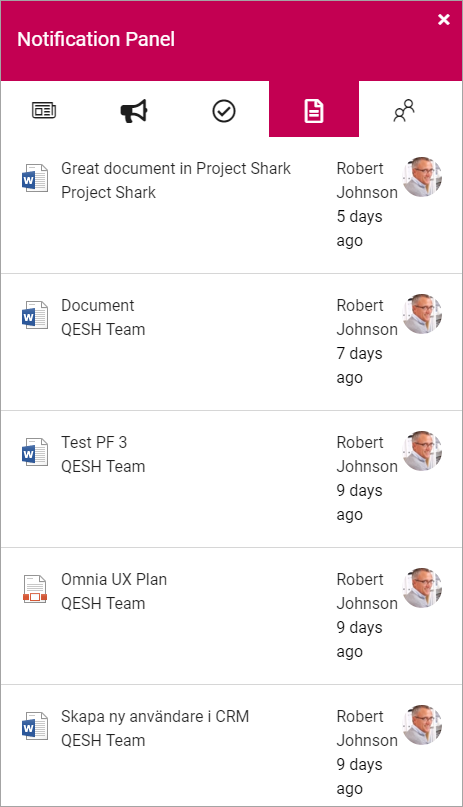 Notification Panel
Great document in Project Shark
Project Shark
Robert
Johnson
5 days
ago
W
Document
QESH Team
Robert
Johnson
7 days
ago
W
Test PF 3
QESH Team
Robert
Johnson
9 days
ago
W
Omnia UX Plan
QESH Team
Robert
Johnson
9 days
ago
Skapa ny användare i CRM
QESH Team
Robert
Johnson
9 days
ago
W